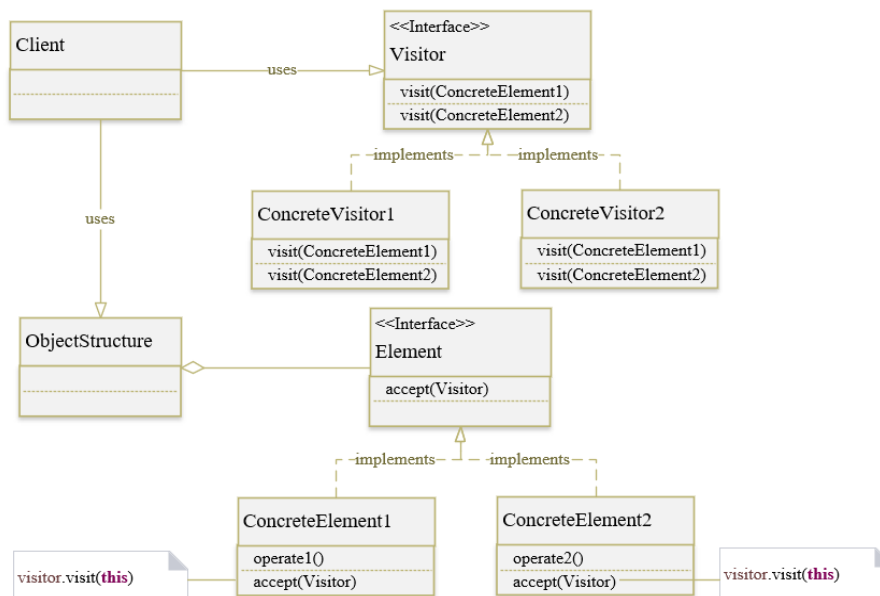 Client
<<Interface>>
Visitor
uses
visit(ConcreteElement1)
visit(ConcreteElement2)
implements
implements
uses
ConcreteVisitor1
visit(ConcreteElement1)
visit(ConcreteElement2)
ConcreteVisitor2
visit(ConcreteElement1)
visit(ConcreteElement2)
ObjectStructure
<<Interface>>
Element
accept(Visitor)
implements
implements
ConcreteElement1
operate1()
accept(Visitor)
ConcreteElement2
operate2()
accept(Visitor)
visitor.visit(this)
visitor.visit(this)